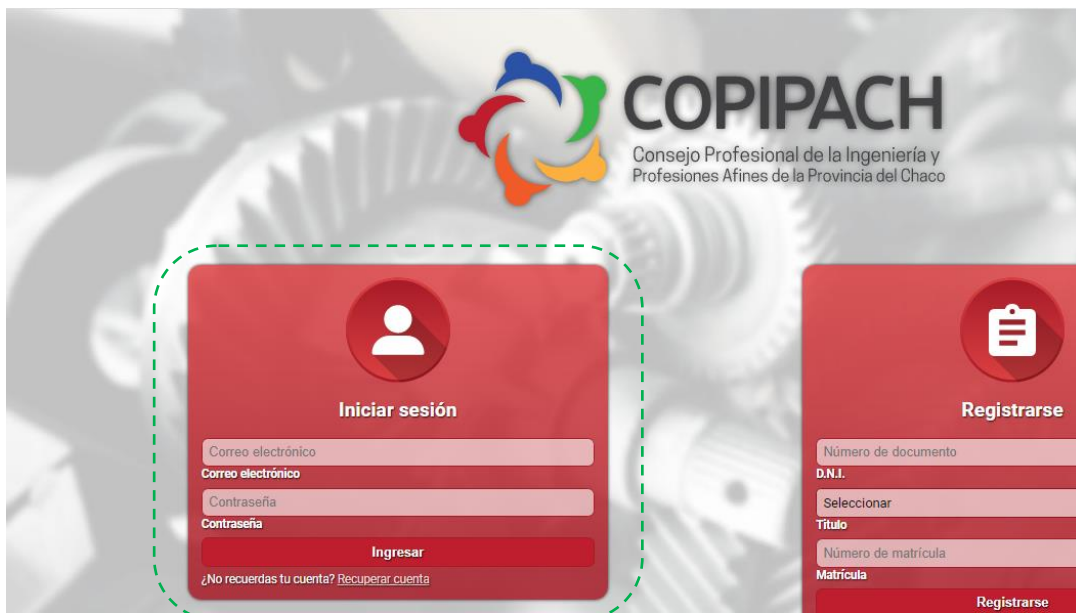 COPIPACH
Consejo Profesional de la Ingeniería y
Profesiones Afines de la Provincia del Chaco
Iniciar sesión
Correo electrónico
Correo electrónico
Contraseña
Contraseña
Ingresar
¿No recuerdas tu cuenta? Recuperar cuenta
Registrarse
Número de documento
D.N.I.
Seleccionar
Titulo
Número de matrícula
Matrícula
Registrarse